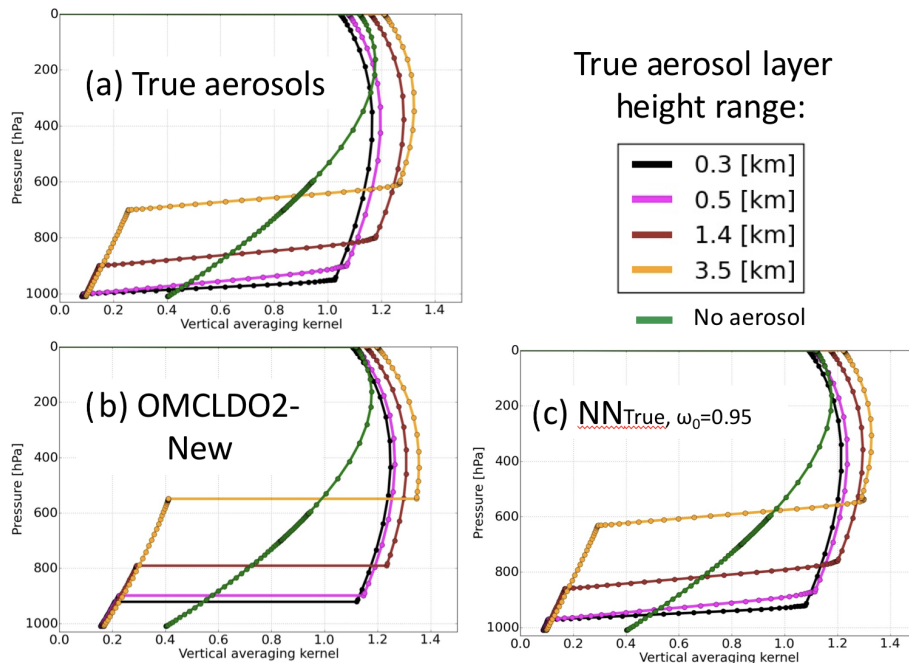 (a) True aerosols
0
200
400
600
800
1000
Pressure [hPa]
0.0 0.2 0.4 0.6 0.8 1.0 1.2 1.4
Vertical averaging kernel
True aerosol layer
height range:
0.3 [km]
0.5 [km]
1.4 [km]
3.5 [km]
No aerosol
(b) OMCLDO2-
New
0
200
400
600
800
1000
Pressure [hPa]
0.0 0.2 0.4 0.6 0.8 1.0 1.2 1.4
Vertical averaging kernel
(c) NNTrue, ω0=0.95
0
200
400
600
800
1000
Pressure [hPa]
0.0 0.2 0.4 0.6 0.8 1.0 1.2 1.4
Vertical averaging kernel